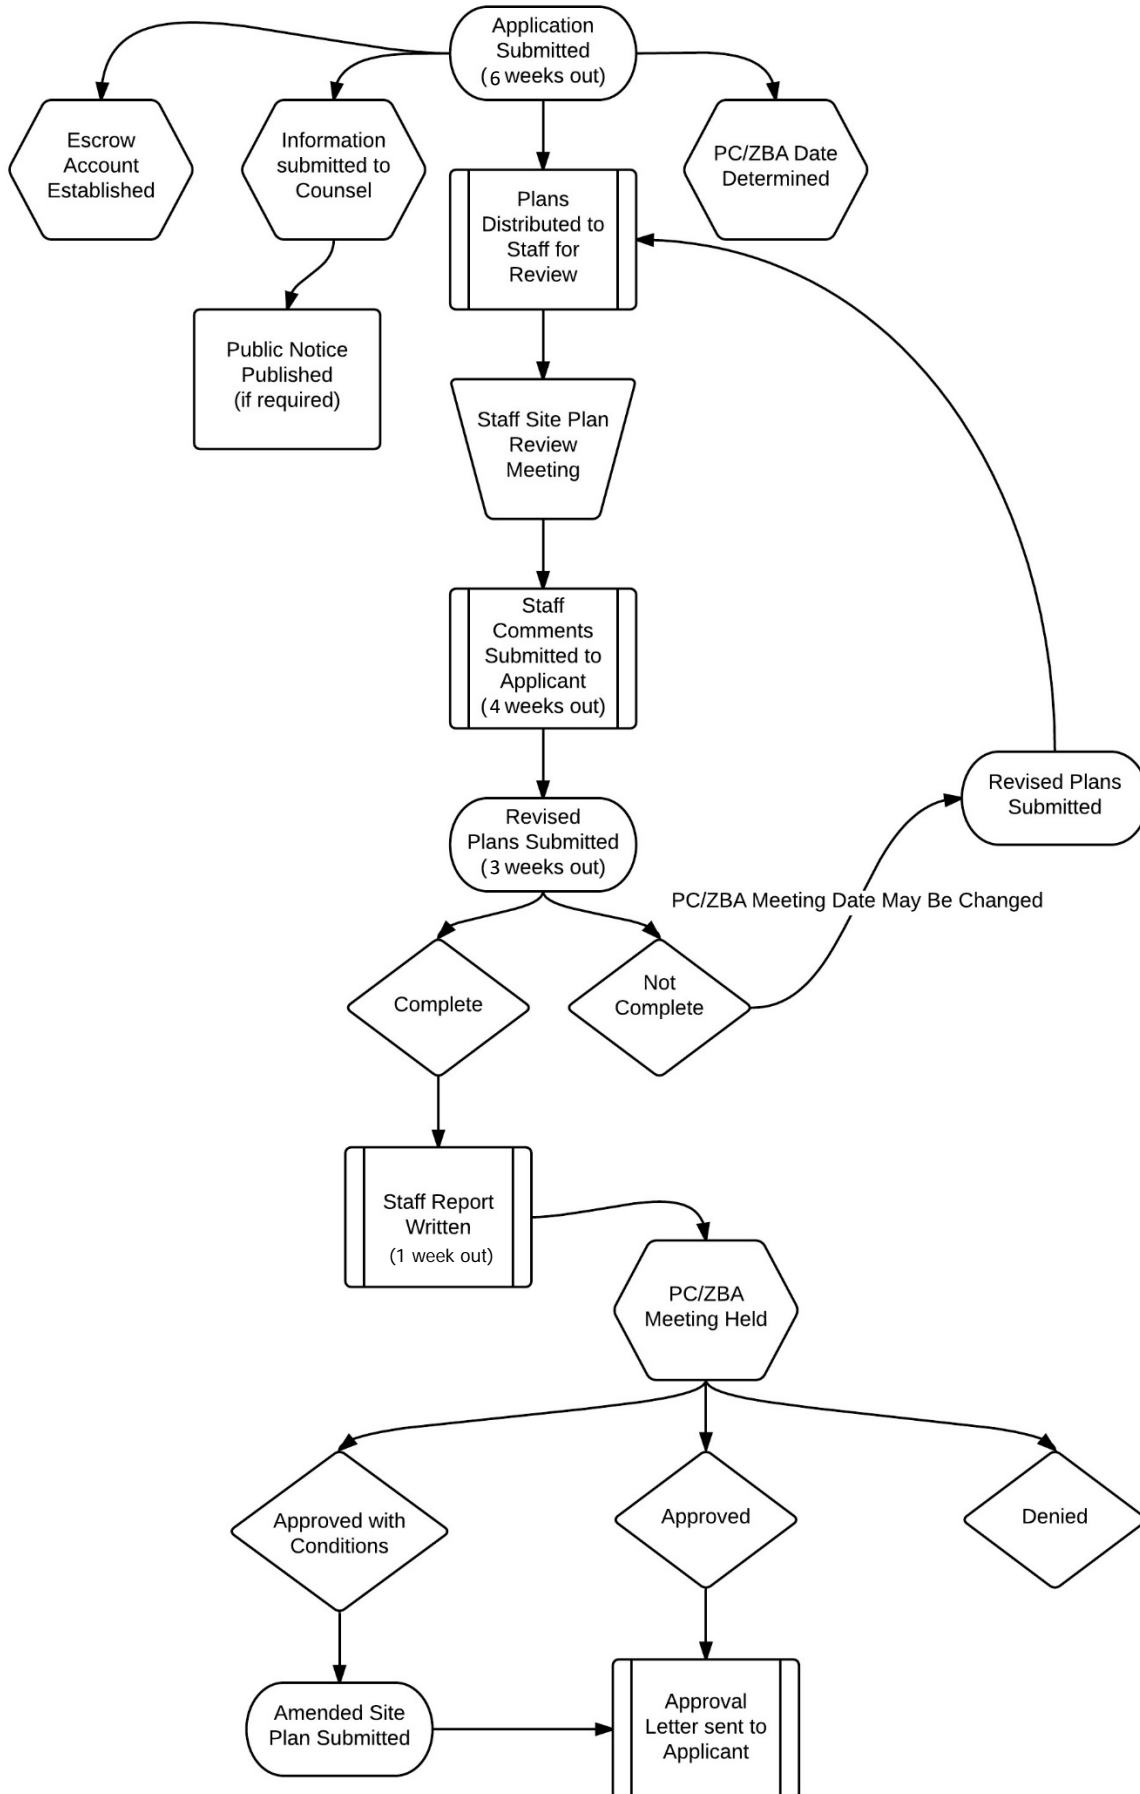 Application
Submitted
(6 weeks out)
Escrow
Account
Established
Information
submitted to
Counsel
PC/ZBA Date
Determined
Plans
Distributed to
Staff for
Review
Public Notice
Published
(if required)
Staff Site Plan
Review
Meeting
Staff
Comments
Submitted to
Applicant
(4 weeks out)
Revised
Plans Submitted
(3 weeks out)
Revised Plans
Submitted
PC/ZBA Meeting Date May Be Changed
Complete
Not
Complete
Staff Report
Written
(1 week out)
PC/ZBA
Meeting Held
Approved with
Conditions
Approved
Denied
Amended Site
Plan Submitted
Approval
Letter sent to
Applicant